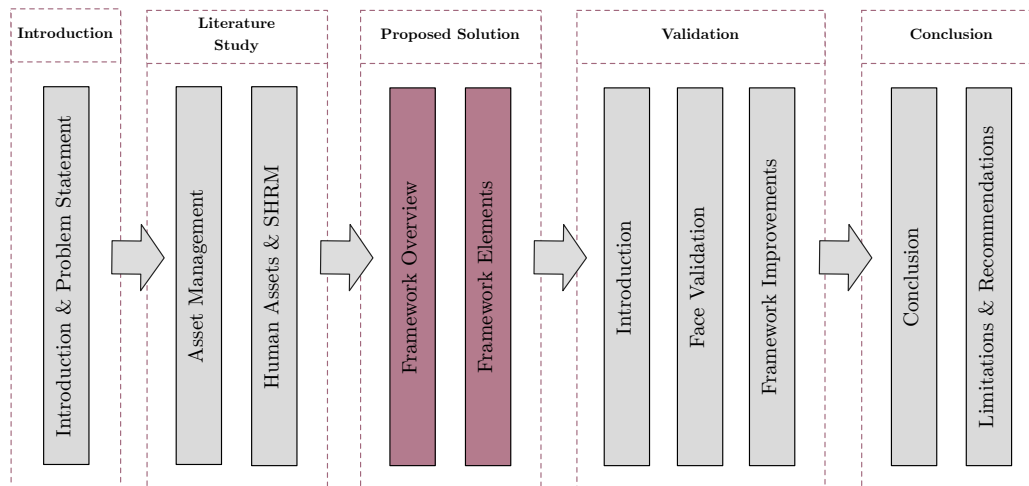 Introduction
Introduction & Problem Statement
Literature
Study
Asset Management
Human Assets & SHRM
Proposed Solution
Framework Overview
Framework Elements
Validation
Introduction
Face Validation
Framework Improvements
Conclusion
Conclusion
Limitations & Recommendations